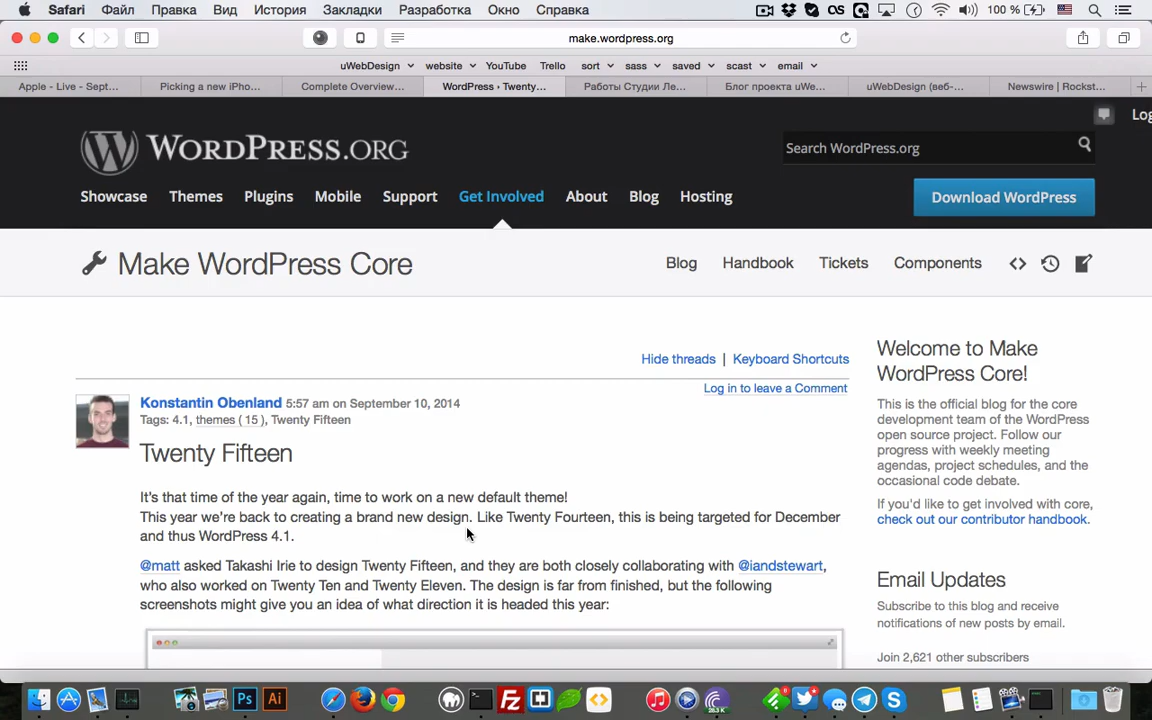 Safari Файл Правка Вид История Закладки Разработка Окно Справка 100 %
make.wordpress.org
uWebDesign website YouTube Trello sort sass saved scast email
Apple - Live - Sept... Picking a new iPho... Complete Overview... WordPress › Twenty... Работы Студии Ле... Блог проекта uWe... uWebDesign (веб-... Newswire | Rockst...
Log
WORDPRESS.ORG
Search WordPress.org
Showcase Themes Plugins Mobile Support Get Involved About Blog Hosting
Download WordPress
Make WordPress Core
Blog Handbook Tickets Components
Hide threads | Keyboard Shortcuts
Log in to leave a Comment
Konstantin Obenland 5:57 am on September 10, 2014
Tags: 4.1, themes ( 15 ), Twenty Fifteen
Twenty Fifteen
It's that time of the year again, time to work on a new default theme!
This year we're back to creating a brand new design. Like Twenty Fourteen, this is being targeted for December
and thus WordPress 4.1.
@matt asked Takashi Irie to design Twenty Fifteen, and they are both closely collaborating with @iandstewart,
who also worked on Twenty Ten and Twenty Eleven. The design is far from finished, but the following
screenshots might give you an idea of what direction it is headed this year:
Welcome to Make
WordPress Core!
This is the official blog for the core
development team of the WordPress
open source project. Follow our
progress with weekly meeting
agendas, project schedules, and the
occasional code debate.
If you'd like to get involved with core,
check out our contributor handbook.
Email Updates
Subscribe to this blog and receive
notifications of new posts by email.
Join 2,621 other subscribers
Ps Ai Fz